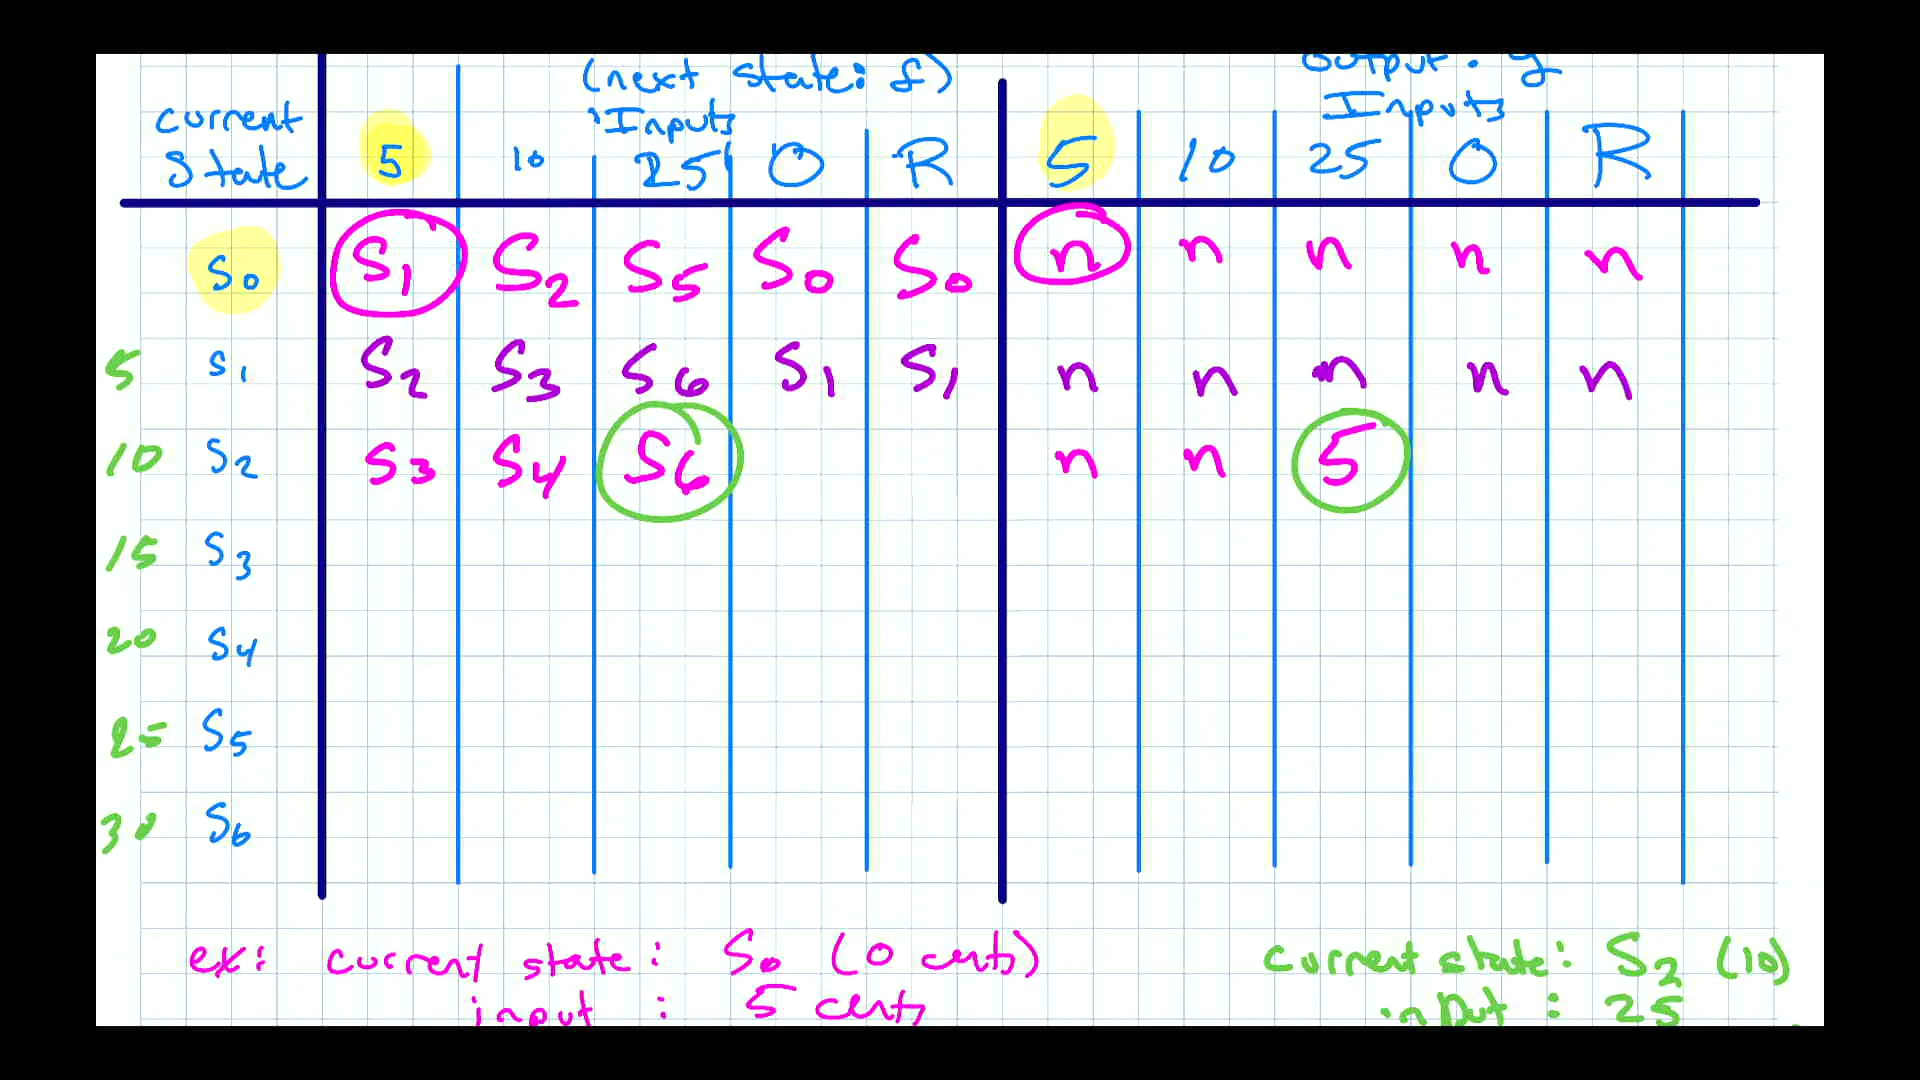 (next state: f) output: g
current Inputs Inputs
State 5 10 25 O R 5 10 25 O R
S0 S1 S2 S5 S0 S0 n n n n n
5 S1 S2 S3 S6 S1 S1 n n n n n
10 S2 S3 S4 S6 n n 5
15 S3
20 S4
25 S5
30 S6
ex: current state: S0 (0 cents) current state: S2 (10)
input : 5 cents input : 25